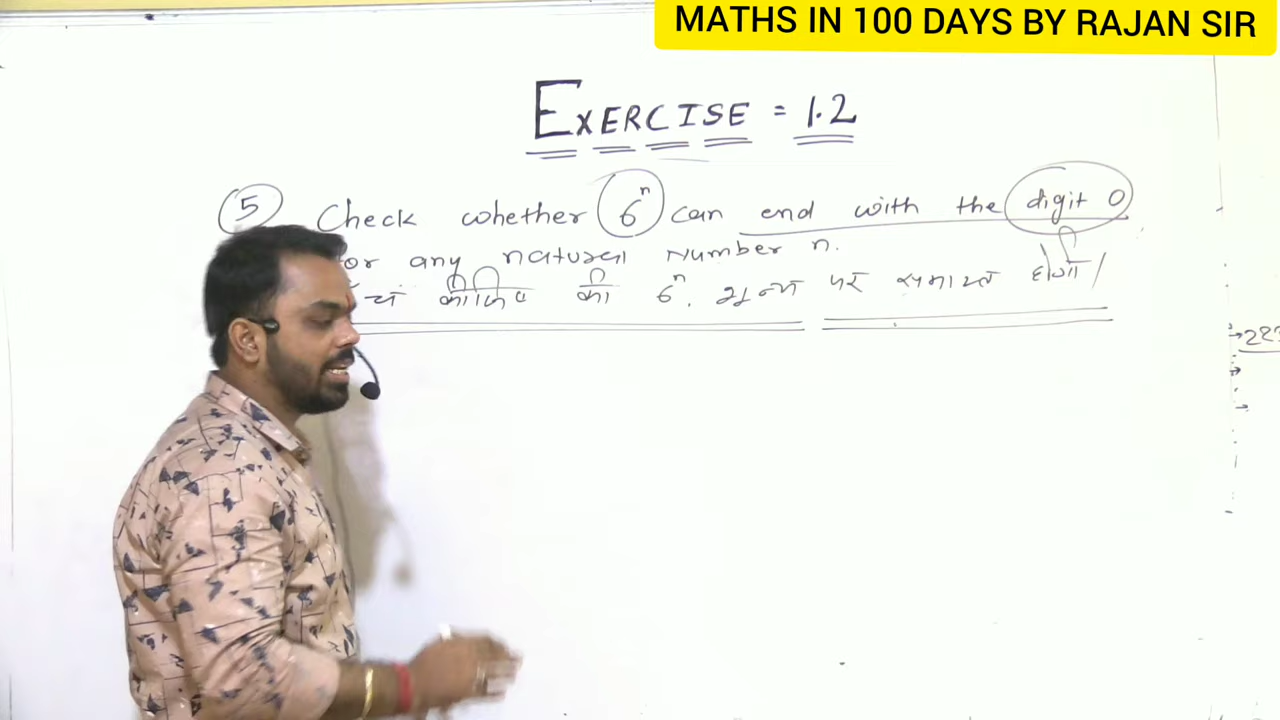 MATHS IN 100 DAYS BY RAJAN SIR
EXERCISE = 1.2
5 Check whether 6ⁿ can end with the digit 0
for any natural Number n.
कीजिए की 6ⁿ. शून्य पर समाप्त होगा।